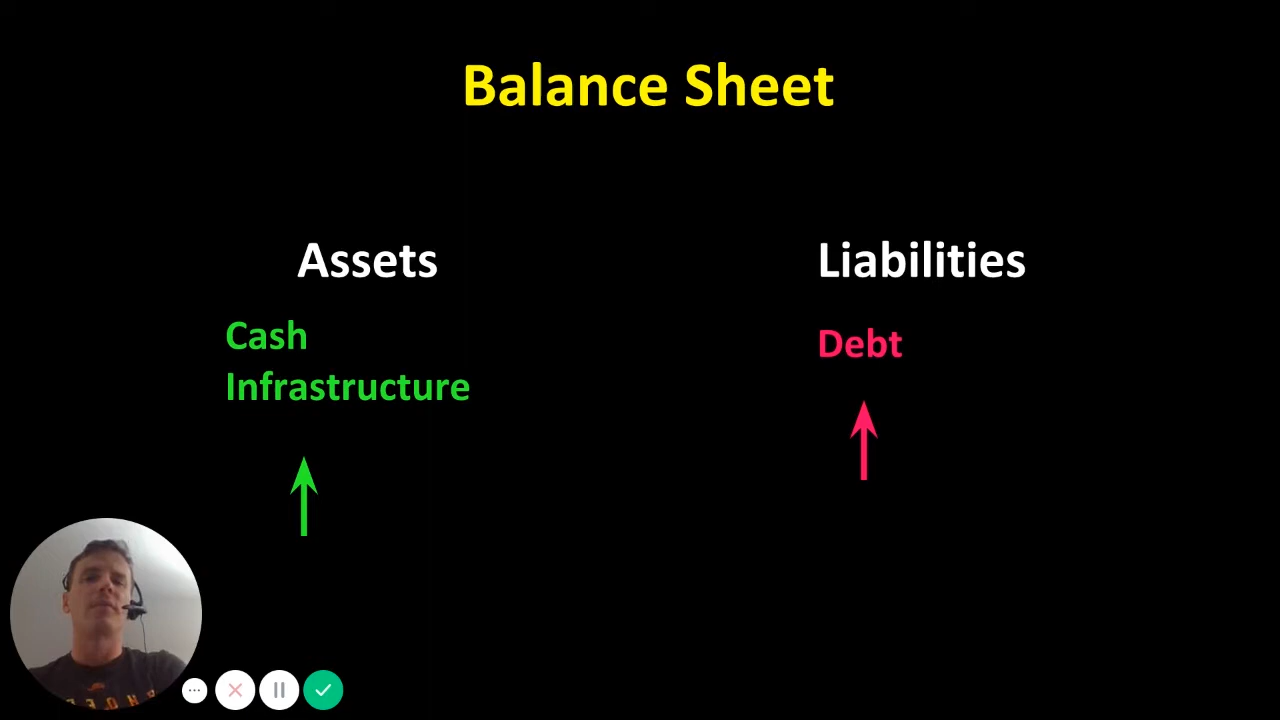 Balance Sheet
Assets
Liabilities
Cash
Infrastructure
Debt